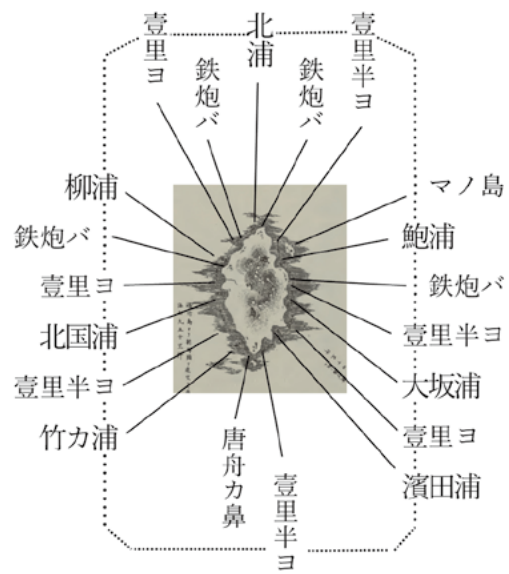 壹里ヨ
鉄炮バ
北浦
鉄炮バ
壹里半ヨ
マノ島
鮑浦
鉄炮バ
壹里半ヨ
大坂浦
壹里ヨ
濱田浦
壹里半ヨ
唐舟カ鼻
竹カ浦
壹里半ヨ
北国浦
壹里ヨ
鉄炮バ
柳浦